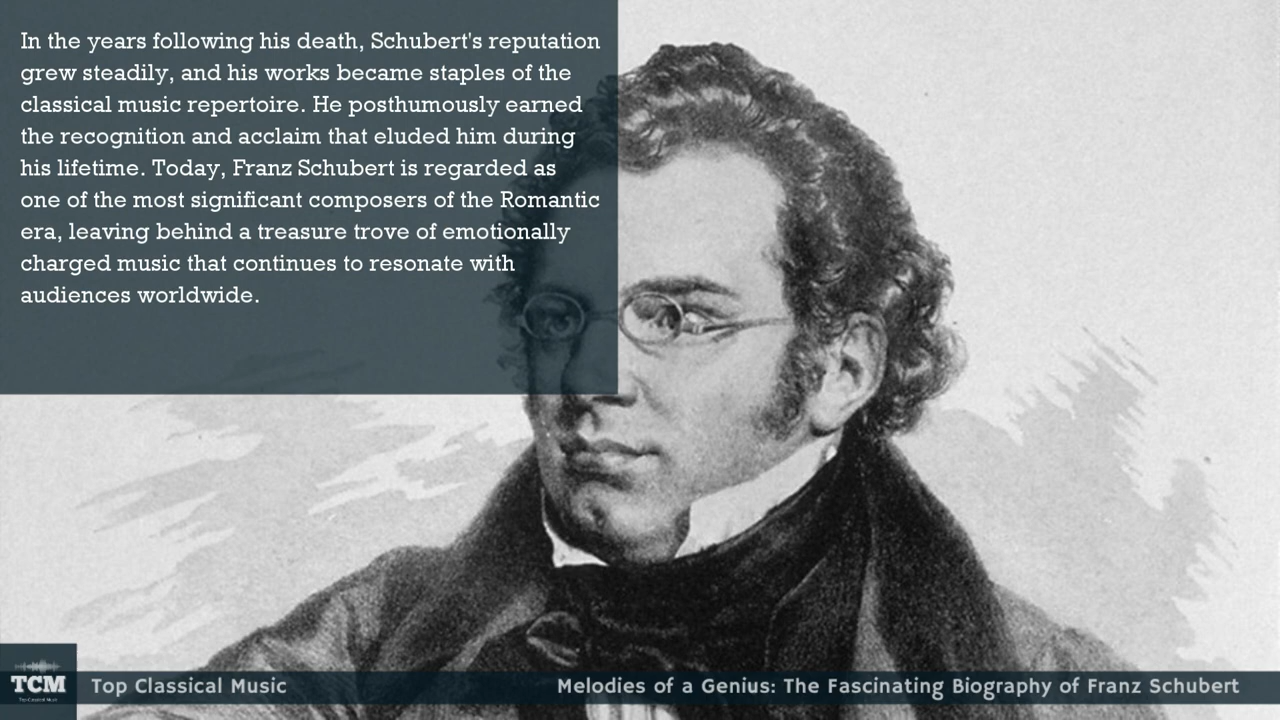 In the years following his death, Schubert's reputation
grew steadily, and his works became staples of the
classical music repertoire. He posthumously earned
the recognition and acclaim that eluded him during
his lifetime. Today, Franz Schubert is regarded as
one of the most significant composers of the Romantic
era, leaving behind a treasure trove of emotionally
charged music that continues to resonate with
audiences worldwide.
TCM
Top Classical Music
Top Classical Music
Melodies of a Genius: The Fascinating Biography of Franz Schubert